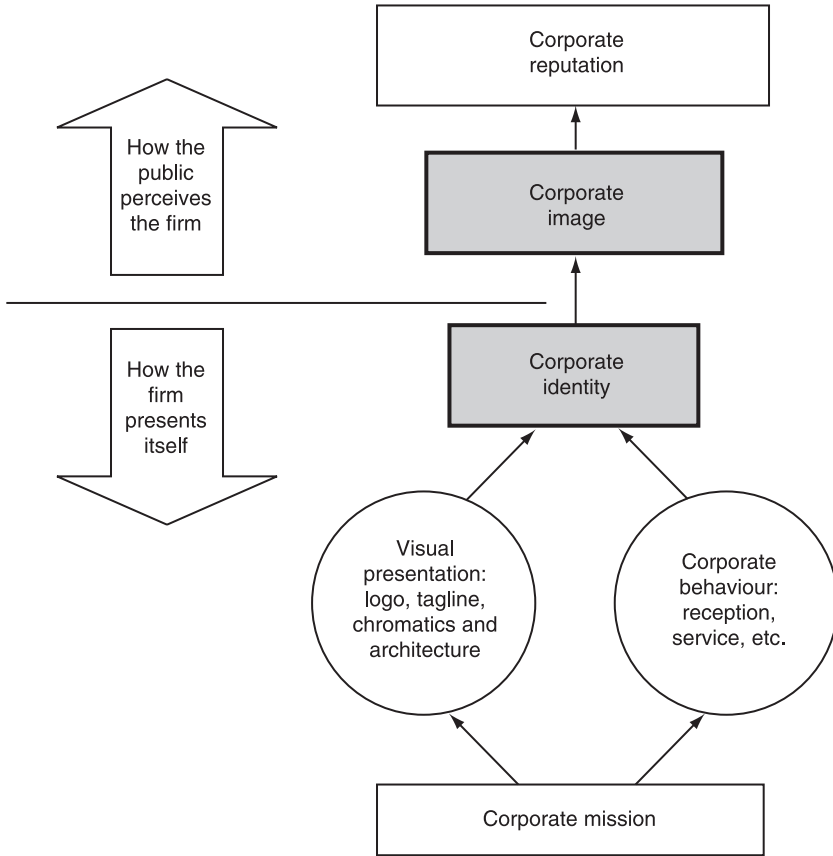 Corporate
reputation
How the
public
perceives
the firm
Corporate
image
How the
firm
presents
itself
Corporate
identity
Visual
presentation:
logo, tagline,
chromatics and
architecture
Corporate
behaviour:
reception,
service, etc.
Corporate mission